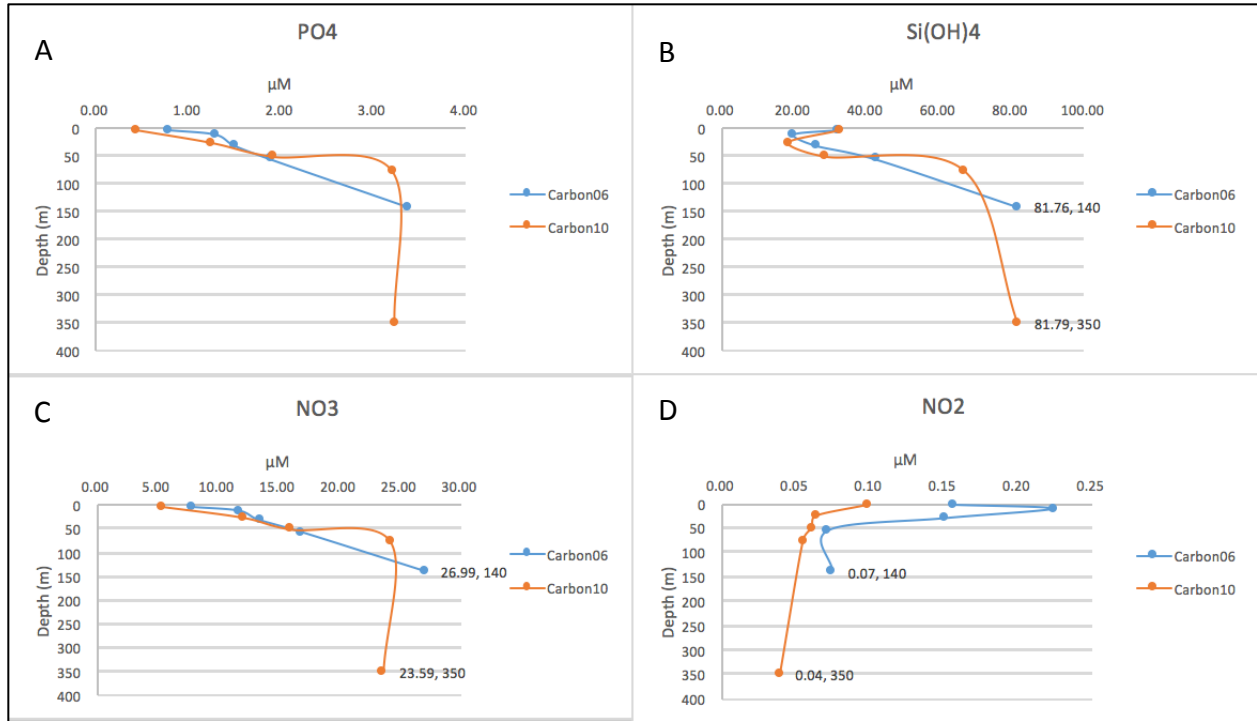 A
PO4
µM
0.00 1.00 2.00 3.00 4.00
0
50
100
150
200
250
300
350
400
Depth (m)
Carbon06
Carbon10
B
Si(OH)4
µM
0.00 20.00 40.00 60.00 80.00 100.00
0
50
100
150
200
250
300
350
400
Depth (m)
81.76, 140
81.79, 350
Carbon06
Carbon10
C
NO3
µM
0.00 5.00 10.00 15.00 20.00 25.00 30.00
0
50
100
150
200
250
300
350
400
Depth (m)
26.99, 140
23.59, 350
Carbon06
Carbon10
D
NO2
µM
0.00 0.05 0.10 0.15 0.20 0.25
0
50
100
150
200
250
300
350
400
Depth (m)
0.07, 140
0.04, 350
Carbon06
Carbon10